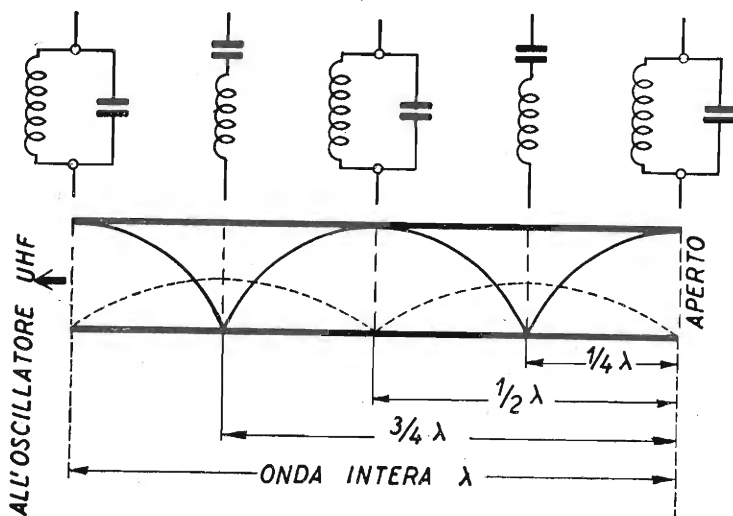 ALL'OSCILLATORE UHF
APERTO
1/4 λ
1/2 λ
3/4 λ
ONDA INTERA λ